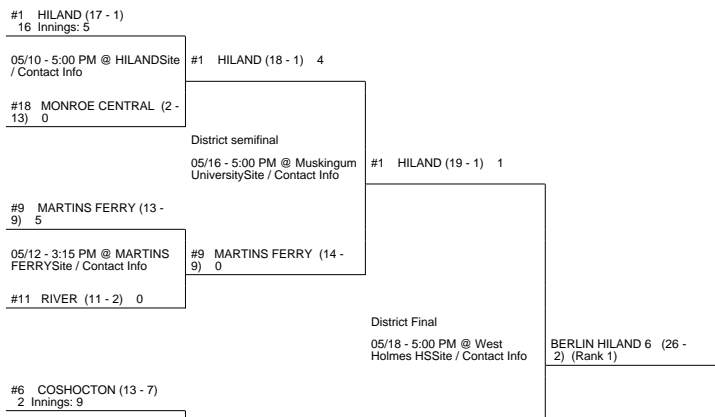 #1 HILAND (17 - 1)
16 Innings: 5
05/10 - 5:00 PM @ HILANDSite
/ Contact Info
#18 MONROE CENTRAL (2 -
13) 0
#1 HILAND (18 - 1) 4
District semifinal
05/16 - 5:00 PM @ Muskingum
UniversitySite / Contact Info
#1 HILAND (19 - 1) 1
#9 MARTINS FERRY (13 -
9) 5
05/12 - 3:15 PM @ MARTINS
FERRYSite / Contact Info
#11 RIVER (11 - 2) 0
#9 MARTINS FERRY (14 -
9) 0
District Final
05/18 - 5:00 PM @ West
Holmes HSSite / Contact Info
BERLIN HILAND 6 (26 -
2) (Rank 1)
#6 COSHOCTON (13 - 7)
2 Innings: 9